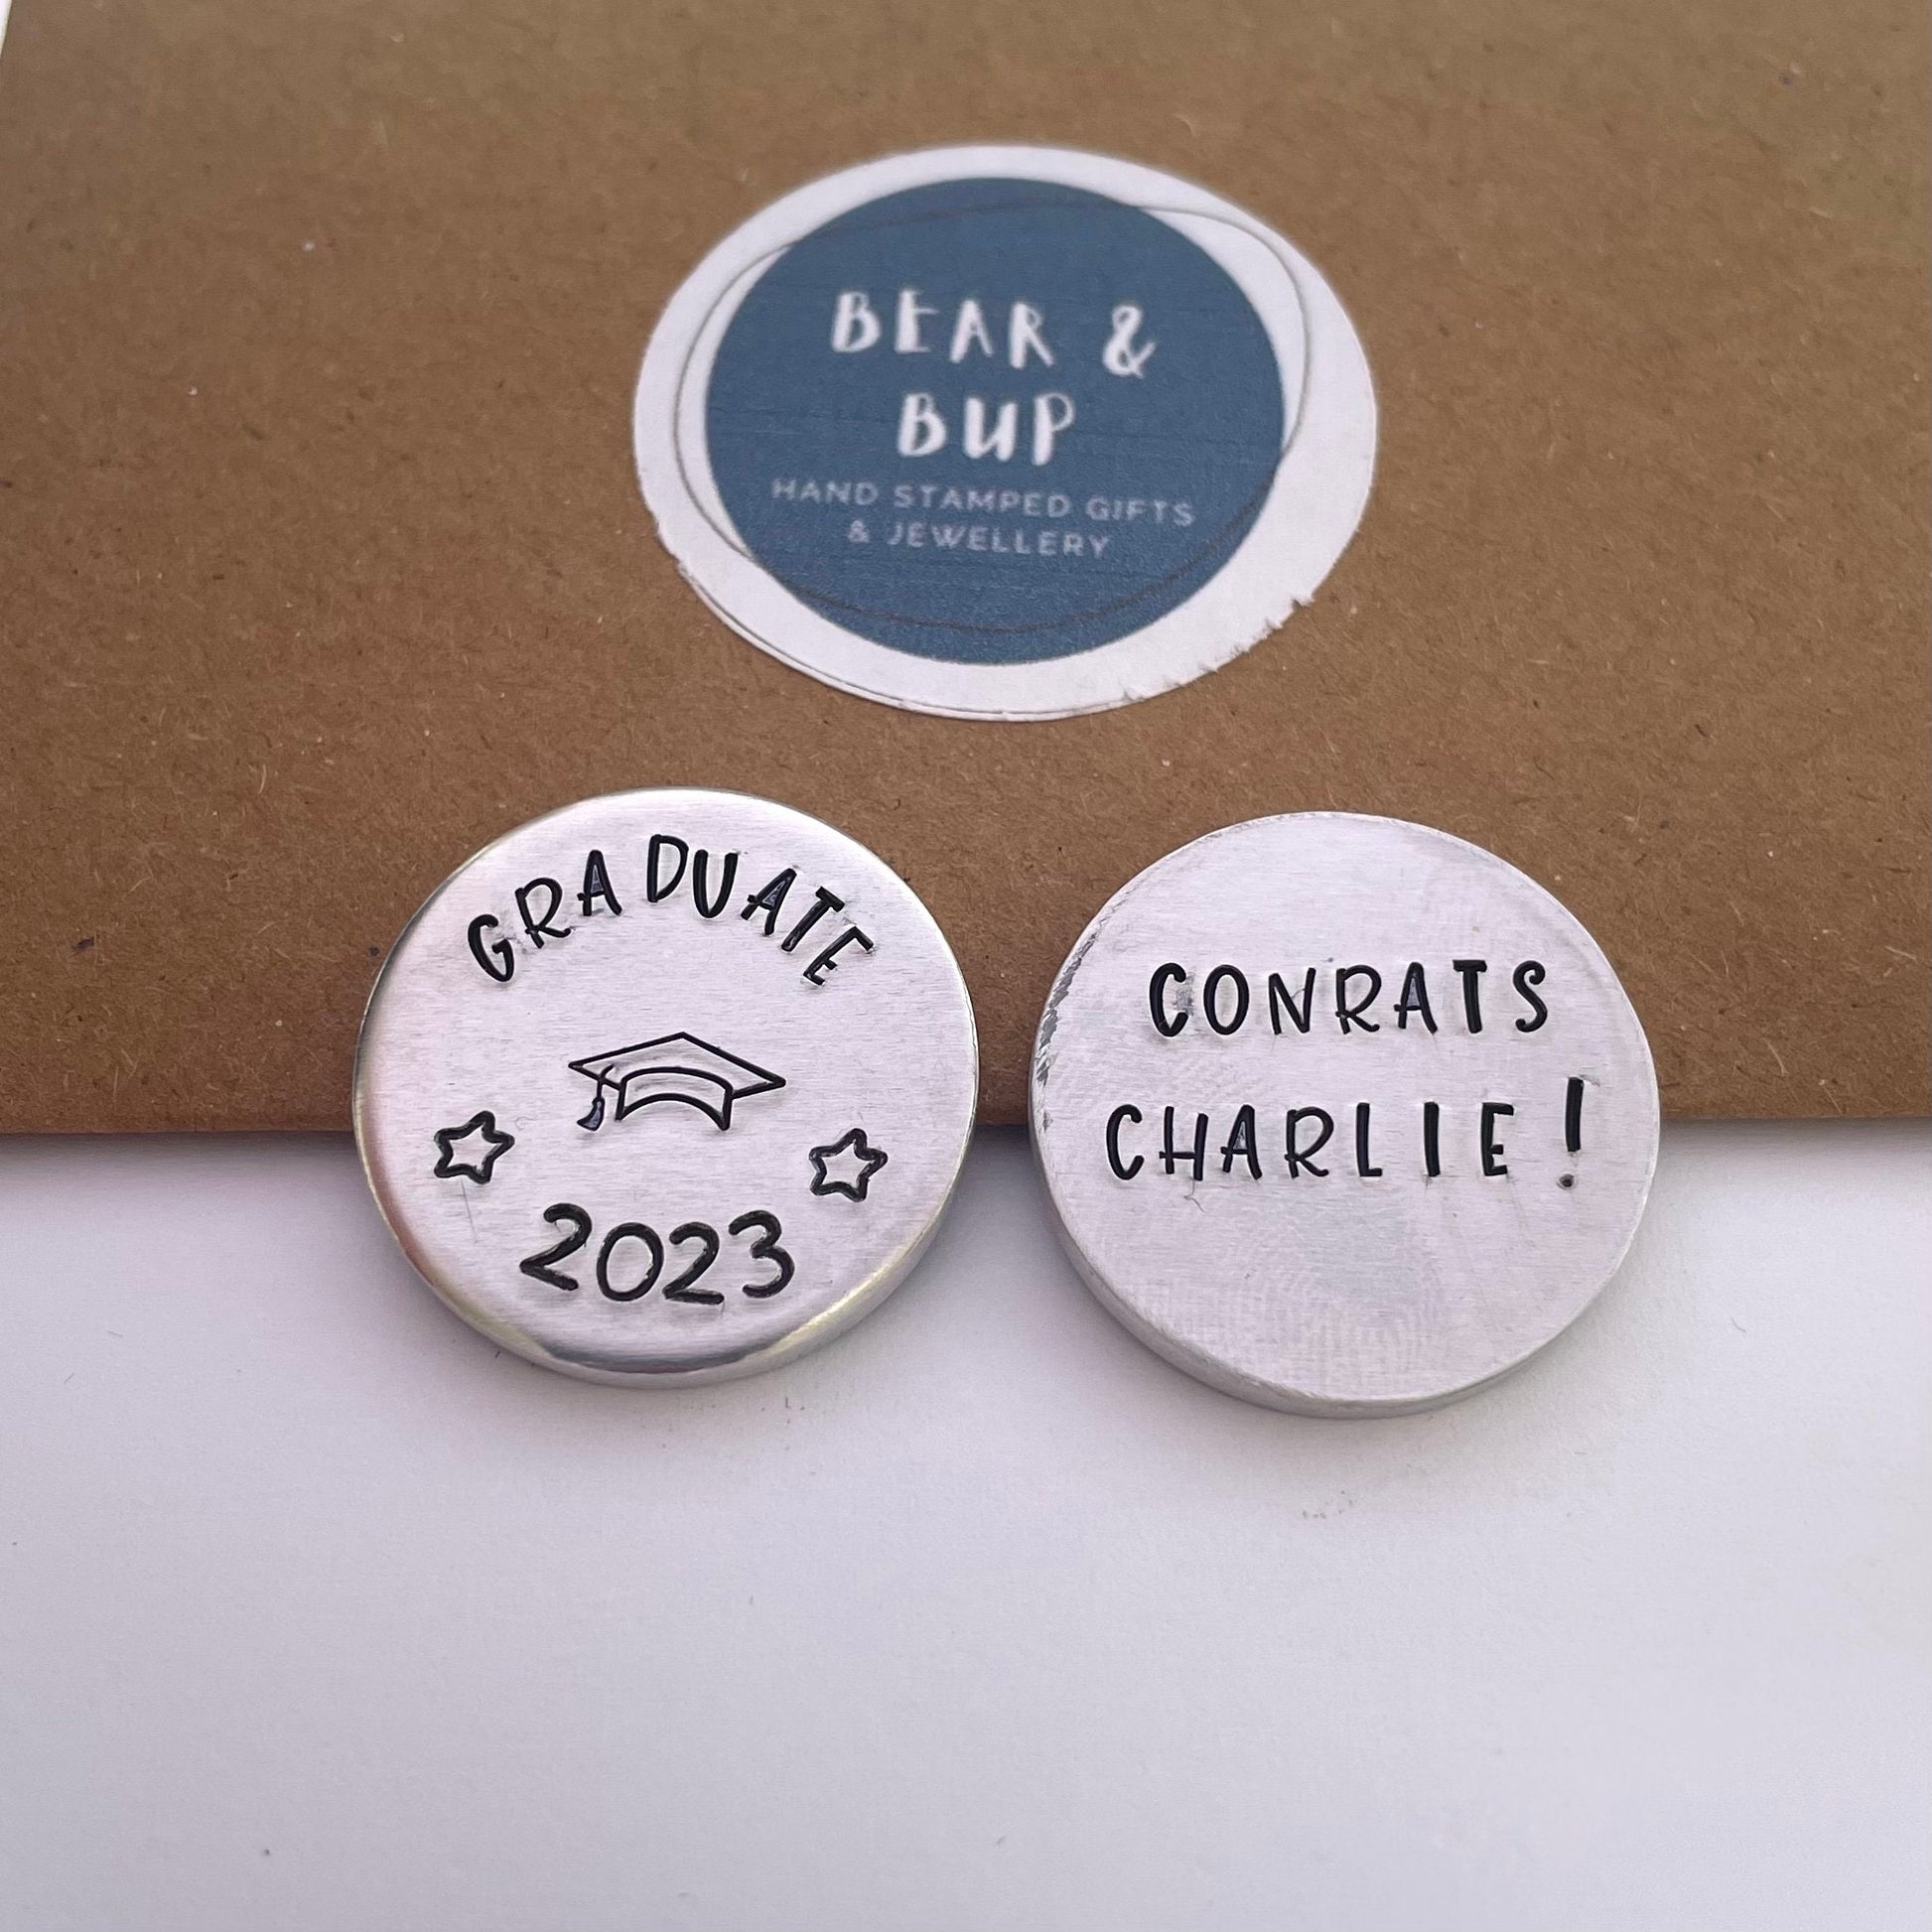 BEAR &
BUP
HAND STAMPED GIFTS
& JEWELLERY
GRADUATE
2023
CONRATS
CHARLIE!